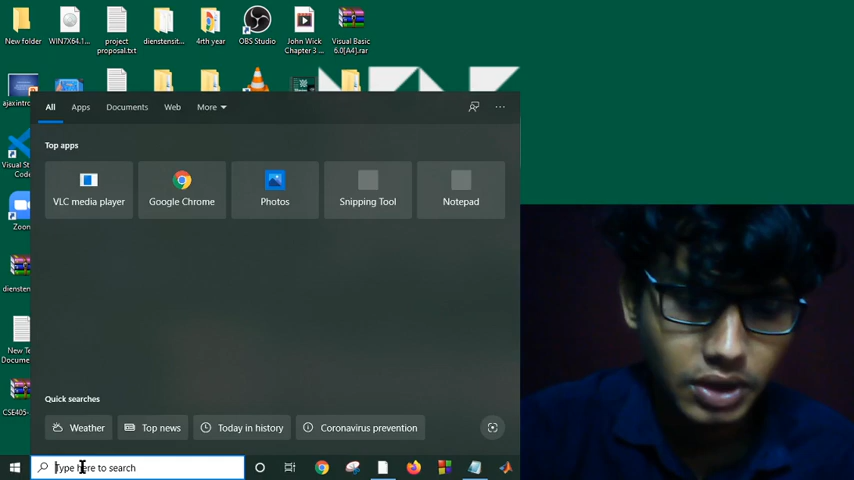 New folder
WIN7X64.1...
project proposal.txt
dienstensit...
4rth year
OBS Studio
John Wick Chapter 3 ...
Visual Basic 6.0[A4].rar
ajaxintro...
Visual St... Code
Zoom
diensten...
New Te... Docume...
CSE405-...
All
Apps
Documents
Web
More
Top apps
VLC media player
Google Chrome
Photos
Snipping Tool
Notepad
Quick searches
Weather
Top news
Today in history
Coronavirus prevention
Type here to search